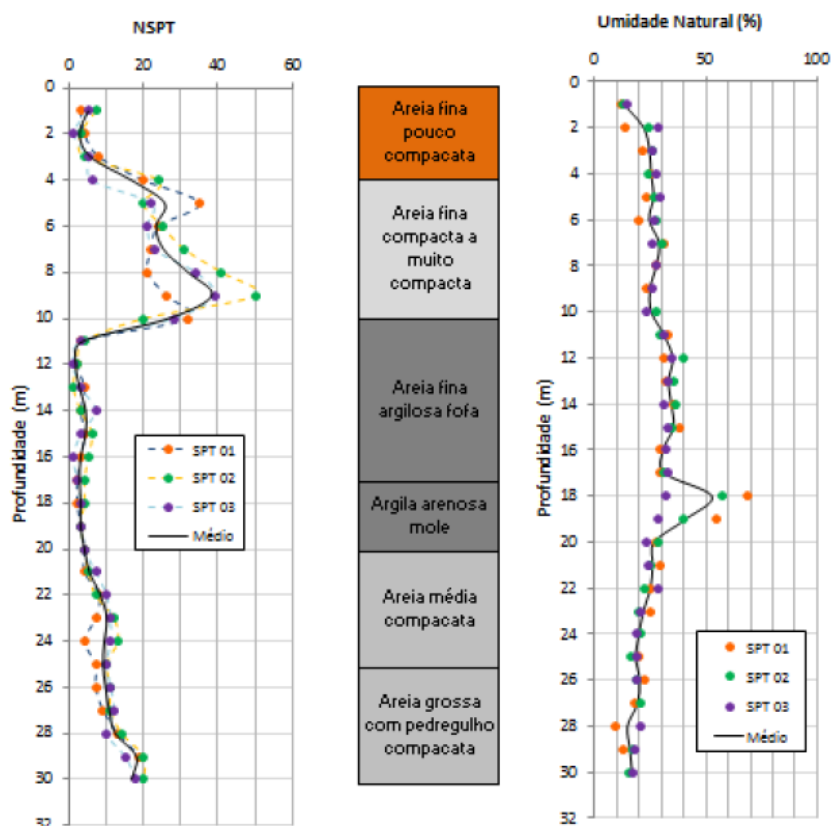 NSPT
0 20 40 60
0
2
4
6
8
10
12
14
16
18
20
22
24
26
28
30
32
Profundidade (m)
SPT 01
SPT 02
SPT 03
Médio
Areia fina
pouco
compacata
Areia fina
compacta a
muito
compacta
Areia fina
argilosa fofa
Argila arenosa
mole
Areia média
compacata
Areia grossa
com pedregulho
compacata
Umidade Natural (%)
0 50 100
0
2
4
6
8
10
12
14
16
18
20
22
24
26
28
30
32
Profundidade (m)
SPT 01
SPT 02
SPT 03
Médio